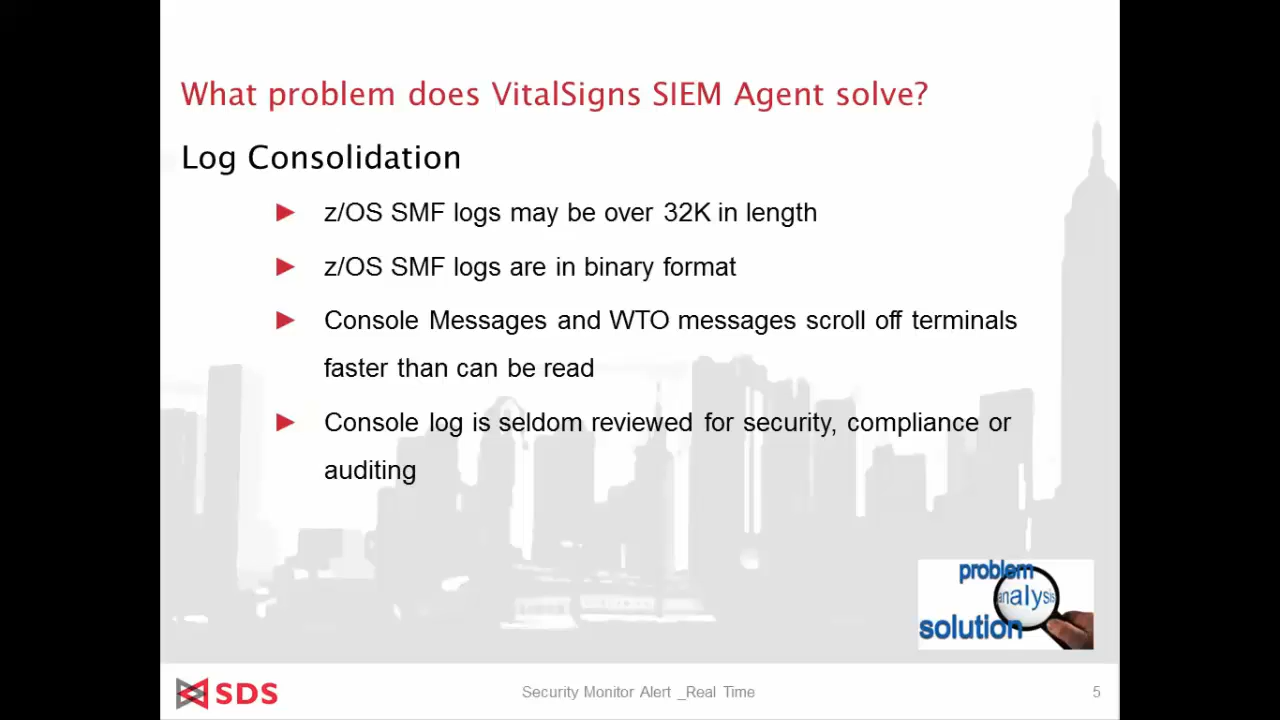 What problem does VitalSigns SIEM Agent solve?
Log Consolidation
z/OS SMF logs may be over 32K in length
z/OS SMF logs are in binary format
Console Messages and WTO messages scroll off terminals
faster than can be read
Console log is seldom reviewed for security, compliance or
auditing
problem
analysis
solution
SDS
Security Monitor Alert _Real Time
5